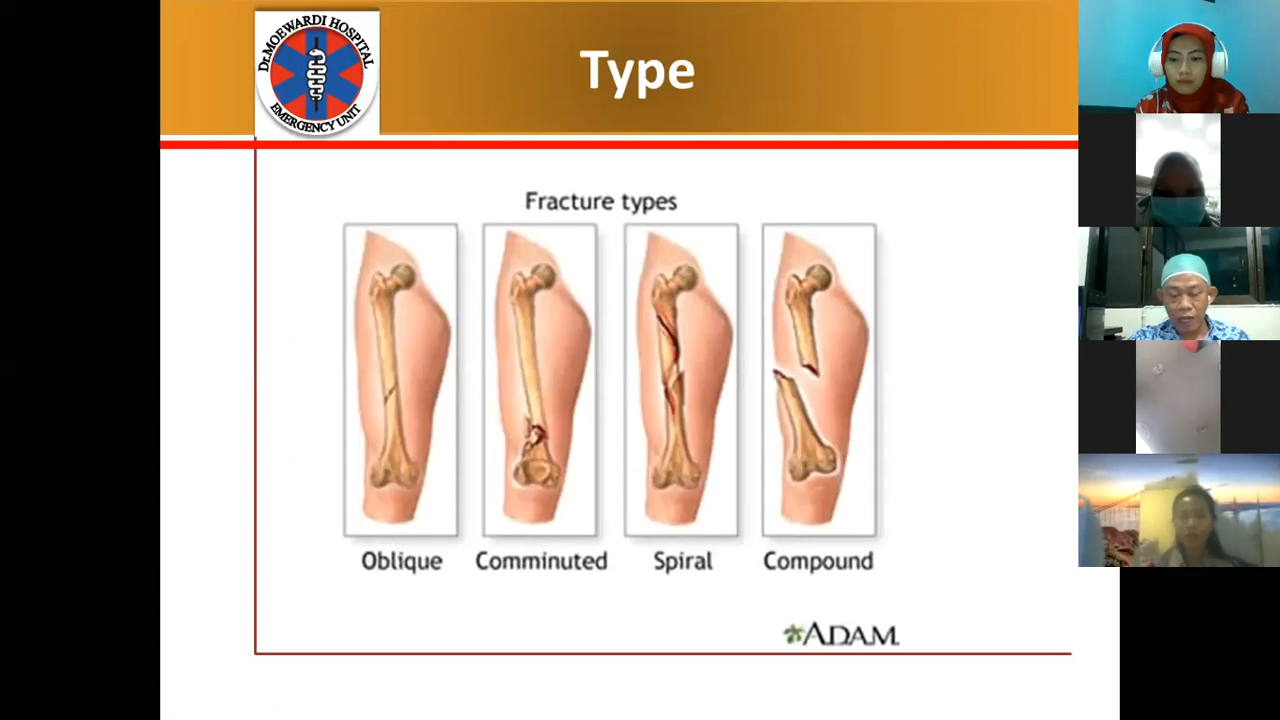 Dr.MOEWARDI HOSPITAL
EMERGENCY UNIT
Type
Fracture types
Oblique
Comminuted
Spiral
Compound
ADAM.